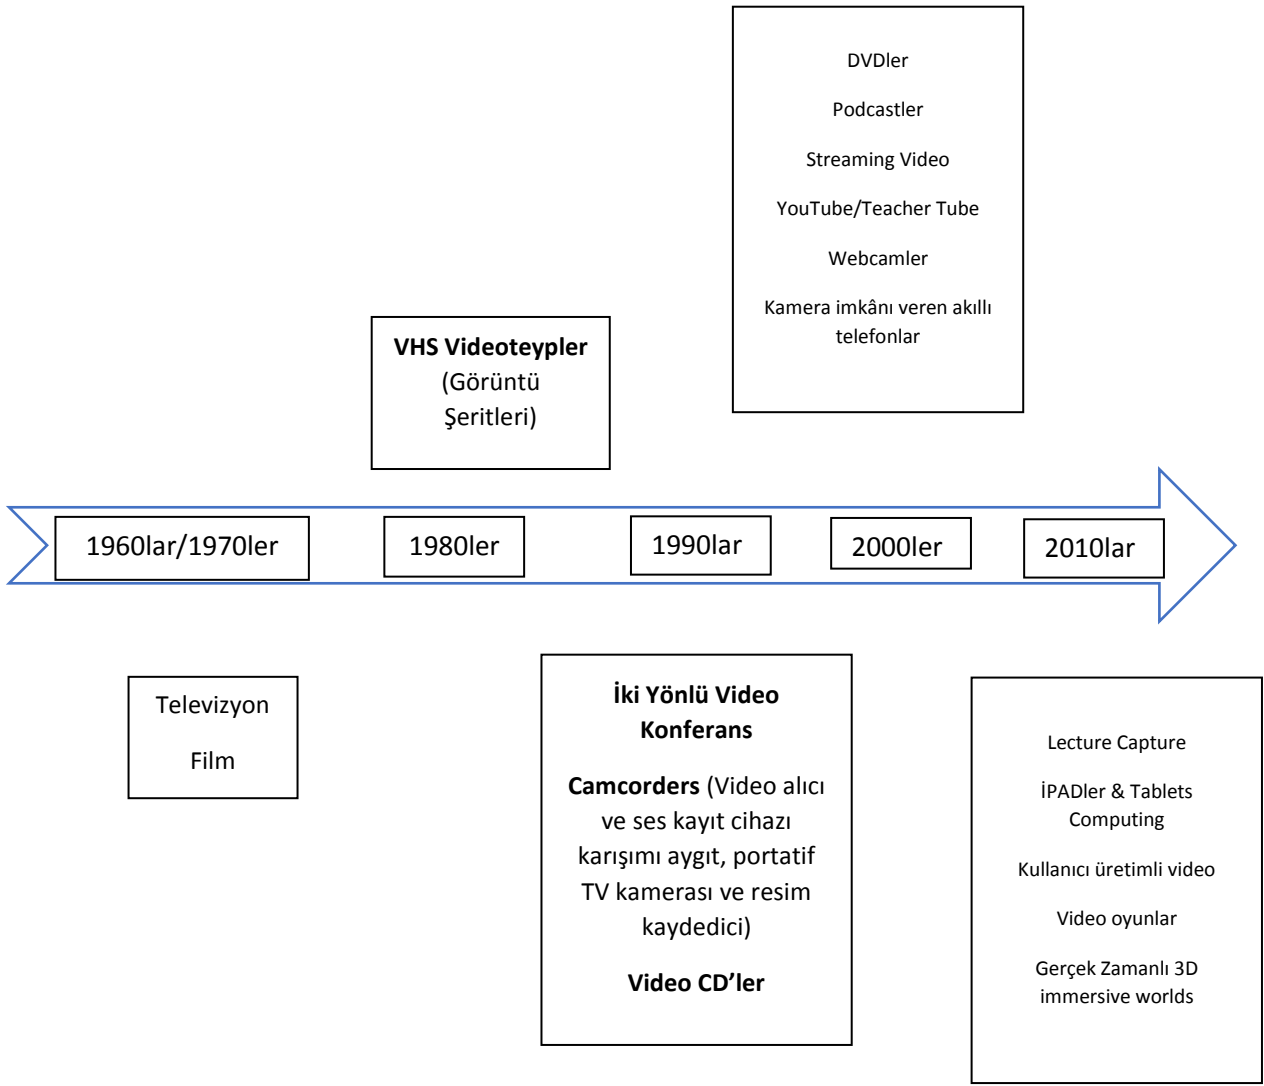 DVDler
Podcastler
Streaming Video
YouTube/Teacher Tube
Webcamler
Kamera imkânı veren akıllı
telefonlar
VHS Videoteypler
(Görüntü
Şeritleri)
1960lar/1970ler
1980ler
1990lar
2000ler
2010lar
Televizyon
Film
İki Yönlü Video
Konferans
Camcorders (Video alıcı
ve ses kayıt cihazı
karışımı aygıt, portatif
TV kamerası ve resim
kaydedici)
Video CD’ler
Lecture Capture
İPADler & Tablets
Computing
Kullanıcı üretimli video
Video oyunlar
Gerçek Zamanlı 3D
immersive worlds